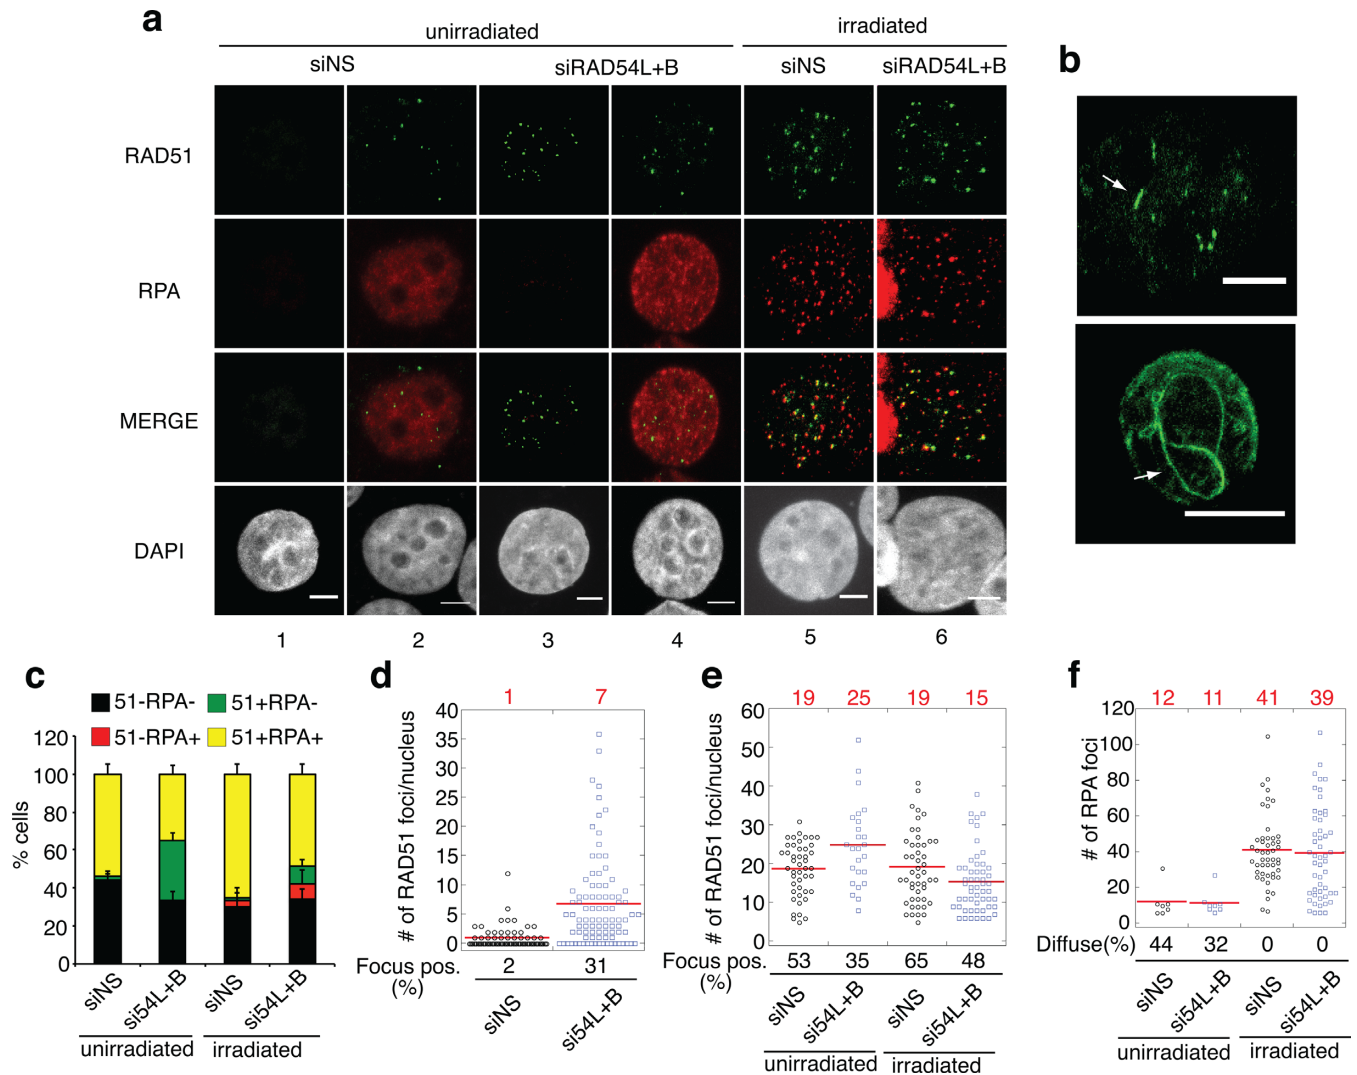 a
unirradiated
irradiated
siNS
siRAD54L+B
siNS
siRAD54L+B
RAD51
RPA
MERGE
DAPI
1 2 3 4 5 6
b
c
51-RPA-
51+RPA-
51-RPA+
51+RPA+
% cells
120
100
80
60
40
20
0
siNS
si54L+B
siNS
si54L+B
unirradiated
irradiated
d
1 7
# of RAD51 foci/nucleus
40
35
30
25
20
15
10
5
0
Focus pos. 2 31
(%)
siNS
si54L+B
e
19 25 19 15
# of RAD51 foci/nucleus
60
50
40
30
20
10
0
Focus pos. 53 35 65 48
(%)
siNS
si54L+B
siNS
si54L+B
unirradiated
irradiated
f
12 11 41 39
# of RPA foci
120
100
80
60
40
20
0
Diffuse(%) 44 32 0 0
siNS
si54L+B
siNS
si54L+B
unirradiated
irradiated